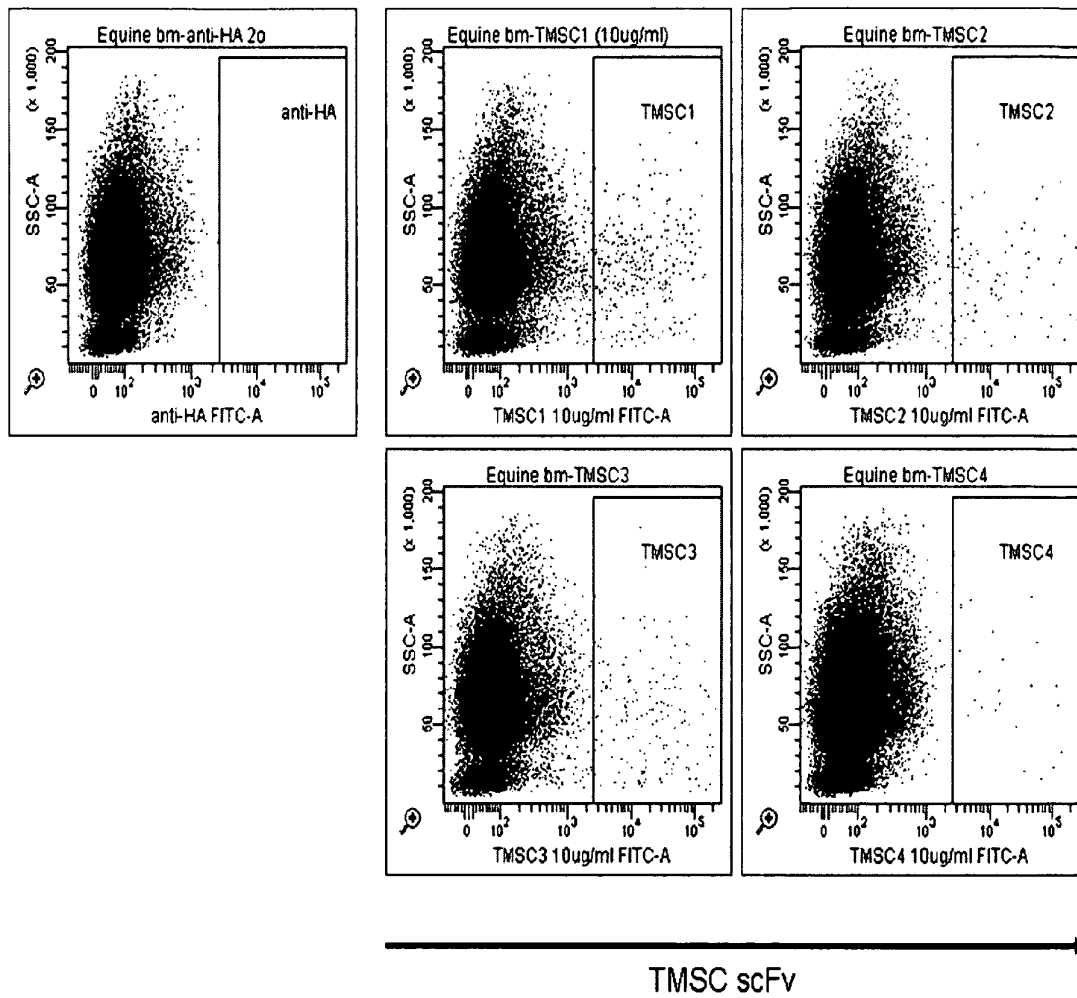 Equine bm-anti-HA 2o
(x 1,000)
200
150
100
50
SSC-A
anti-HA
0 10² 10³ 10⁴ 10⁵
anti-HA FITC-A
Equine bm-TMSC1 (10ug/ml)
(x 1,000)
200
150
100
50
SSC-A
TMSC1
0 10² 10³ 10⁴ 10⁵
TMSC1 10ug/ml FITC-A
Equine bm-TMSC2
(x 1,000)
200
150
100
50
SSC-A
TMSC2
0 10² 10³ 10⁴ 10⁵
TMSC2 10ug/ml FITC-A
Equine bm-TMSC3
(x 1,000)
200
150
100
50
SSC-A
TMSC3
0 10² 10³ 10⁴ 10⁵
TMSC3 10ug/ml FITC-A
Equine bm-TMSC4
(x 1,000)
200
150
100
50
SSC-A
TMSC4
0 10² 10³ 10⁴ 10⁵
TMSC4 10ug/ml FITC-A
TMSC scFv